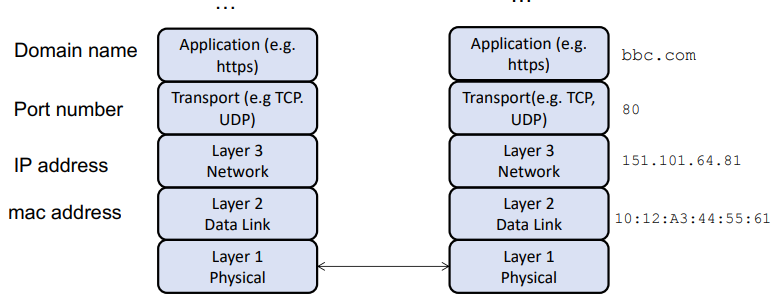 ... ...
Domain name Application (e.g. Application (e.g. bbc.com
https) https)
Port number Transport (e.g TCP. Transport(e.g. TCP, 80
UDP) UDP)
IP address Layer 3 Layer 3 151.101.64.81
Network Network
mac address Layer 2 Layer 2 10:12:A3:44:55:61
Data Link Data Link
Layer 1 Layer 1
Physical Physical